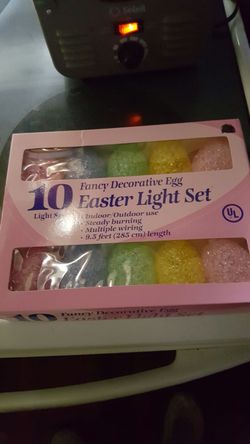 10
Fancy Decorative Egg
Easter Light Set
Light Set
• Indoor/Outdoor use
• Steady burning
• Multiple wiring
• 9.5 feet (285 cm) length
UL
10
Fancy Decorative Egg
Easter Light Set